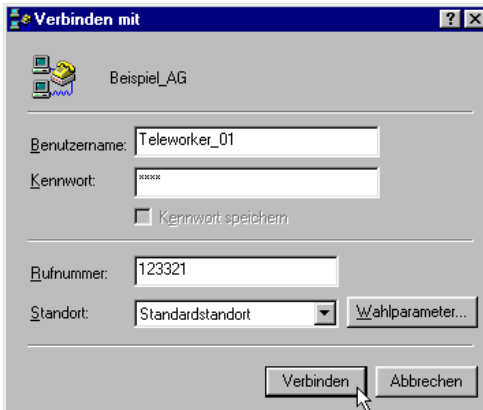 Verbinden mit
Beispiel_AG
Benutzername: Teleworker_01
Kennwort: ****
Kennwort speichern
Rufnummer: 123321
Standort: Standardstandort Wahlparameter...
Verbinden Abbrechen